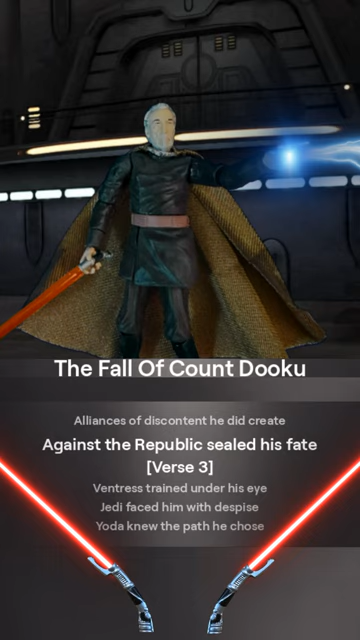 The Fall Of Count Dooku
Alliances of discontent he did create
Against the Republic sealed his fate
[Verse 3]
Ventress trained under his eye
Jedi faced him with despise
Yoda knew the path he chose